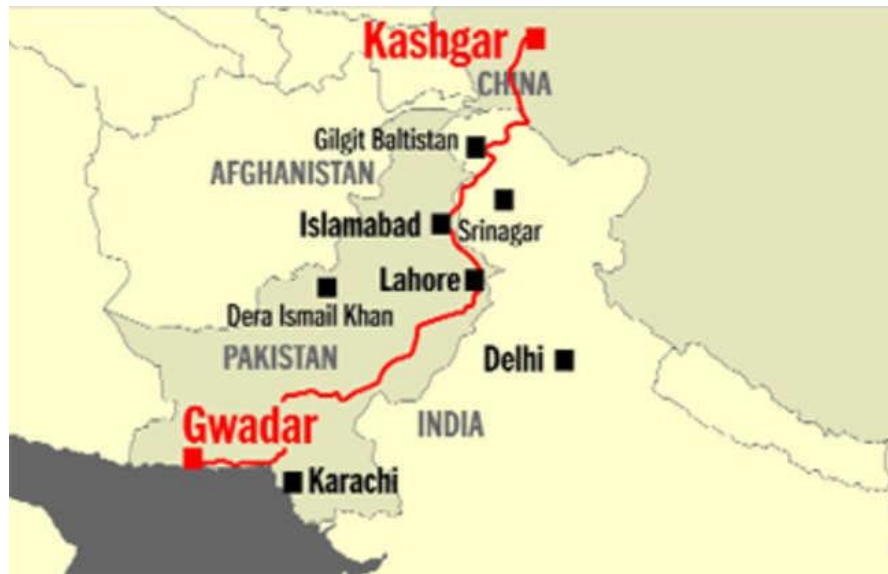 Kashgar
CHINA
Gilgit Baltistan
AFGHANISTAN
Islamabad
Srinagar
Lahore
Dera Ismail Khan
PAKISTAN
Delhi
Gwadar
INDIA
Karachi